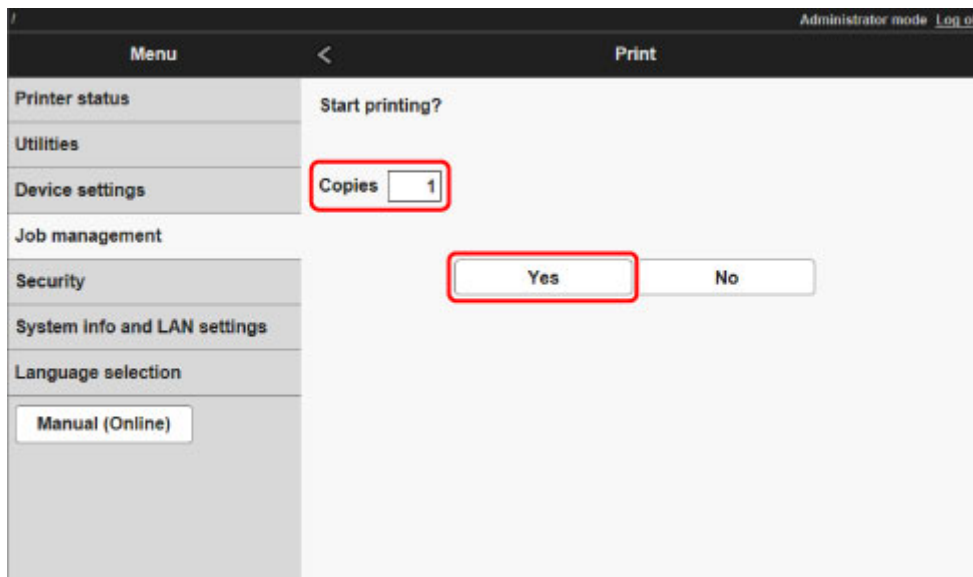 Administrator mode Log o
Menu
< Print
Printer status
Utilities
Device settings
Job management
Security
System info and LAN settings
Language selection
Manual (Online)
Start printing?
Copies 1
Yes No